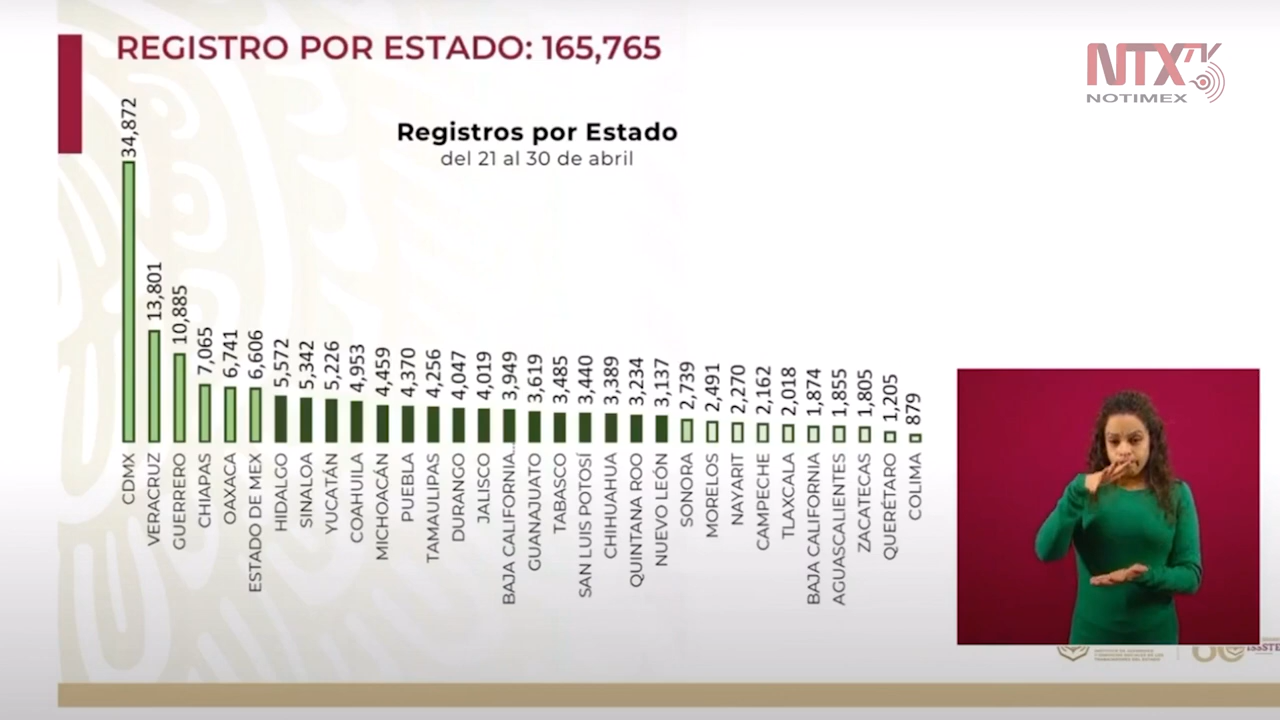 REGISTRO POR ESTADO: 165,765
NTX
NOTIMEX
Registros por Estado
del 21 al 30 de abril
34,872
13,801
10,885
7,065
6,741
6,606
5,572
5,342
5,226
4,953
4,459
4,370
4,256
4,047
4,019
3,949
3,619
3,485
3,440
3,389
3,234
3,137
2,739
2,491
2,270
2,162
2,018
1,874
1,855
1,805
1,205
879
CDMX
VERACRUZ
GUERRERO
CHIAPAS
OAXACA
ESTADO DE MEX
HIDALGO
SINALOA
YUCATÁN
COAHUILA
MICHOACÁN
PUEBLA
TAMAULIPAS
DURANGO
JALISCO
BAJA CALIFORNIA...
GUANAJUATO
TABASCO
SAN LUIS POTOSÍ
CHIHUAHUA
QUINTANA ROO
NUEVO LEÓN
SONORA
MORELOS
NAYARIT
CAMPECHE
TLAXCALA
BAJA CALIFORNIA
AGUASCALIENTES
ZACATECAS
QUERÉTARO
COLIMA
ISSSTE